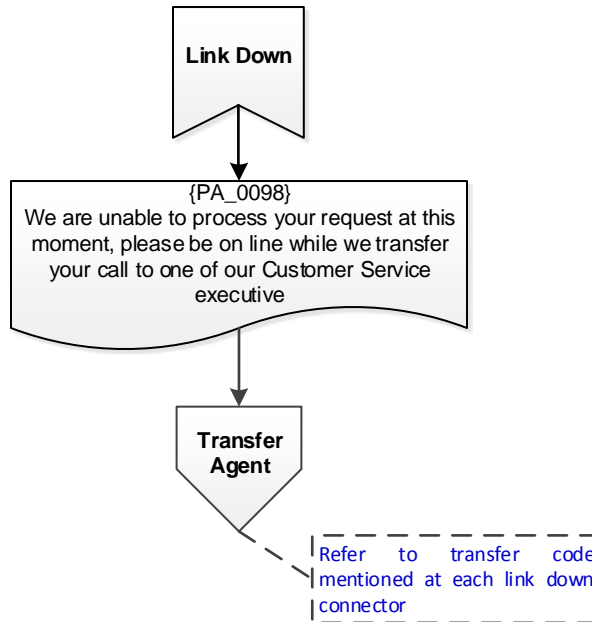 Link Down
{PA_0098}
We are unable to process your request at this
moment, please be on line while we transfer
your call to one of our Customer Service
executive
Transfer
Agent
Refer to transfer code
mentioned at each link down
connector